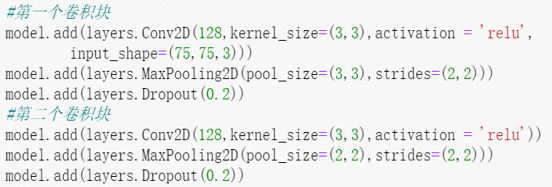 #第一个卷积块
model.add(layers.Conv2D(128,kernel_size=(3,3),activation = 'relu',
input_shape=(75,75,3)))
model.add(layers.MaxPooling2D(pool_size=(3,3),strides=(2,2)))
model.add(layers.Dropout(0.2))
#第二个卷积块
model.add(layers.Conv2D(128,kernel_size=(3,3),activation = 'relu'))
model.add(layers.MaxPooling2D(pool_size=(2,2),strides=(2,2)))
model.add(layers.Dropout(0.2))